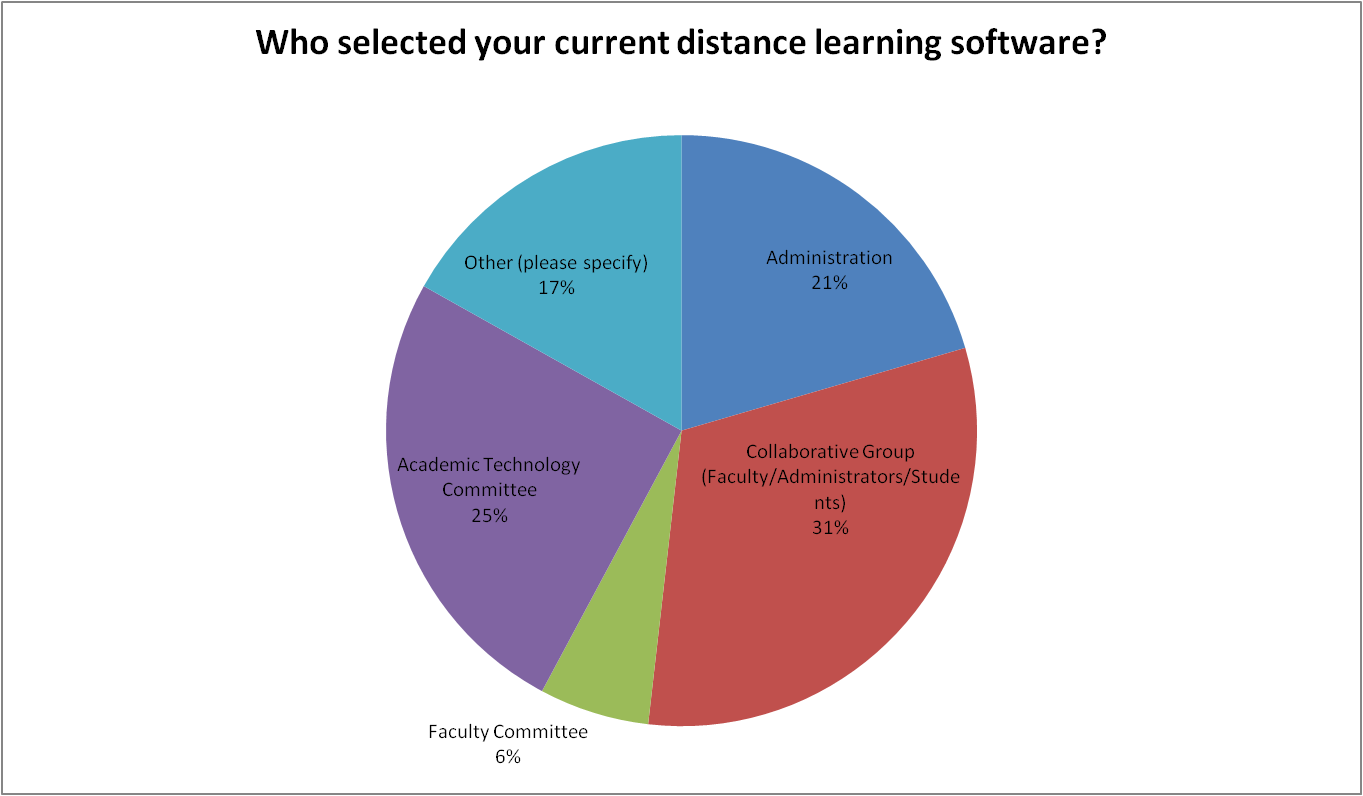 Who selected your current distance learning software?
Other (please specify)
17%
Administration
21%
Collaborative Group
(Faculty/Administrators/Stude
nts)
31%
Academic Technology
Committee
25%
Faculty Committee
6%